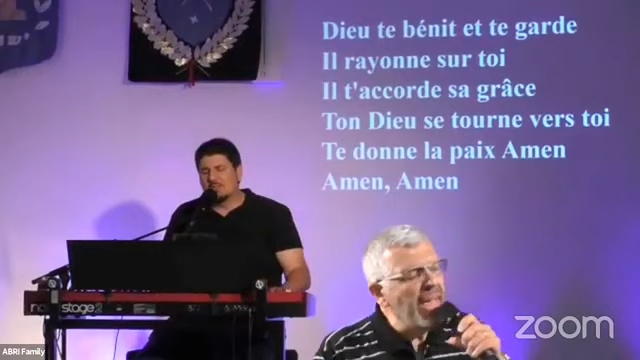 Dieu te bénit et te garde
Il rayonne sur toi
Il t'accorde sa grâce
Ton Dieu se tourne vers toi
Te donne la paix Amen
Amen, Amen
nord stage 2
ABRI Family
zoom